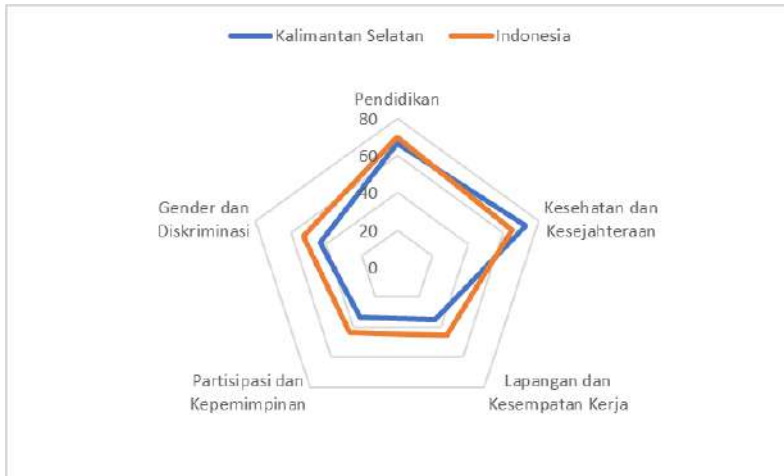 Kalimantan Selatan
Indonesia
Pendidikan
80
60
40
20
0
Kesehatan dan
Kesejahteraan
Lapangan dan
Kesempatan Kerja
Partisipasi dan
Kepemimpinan
Gender dan
Diskriminasi